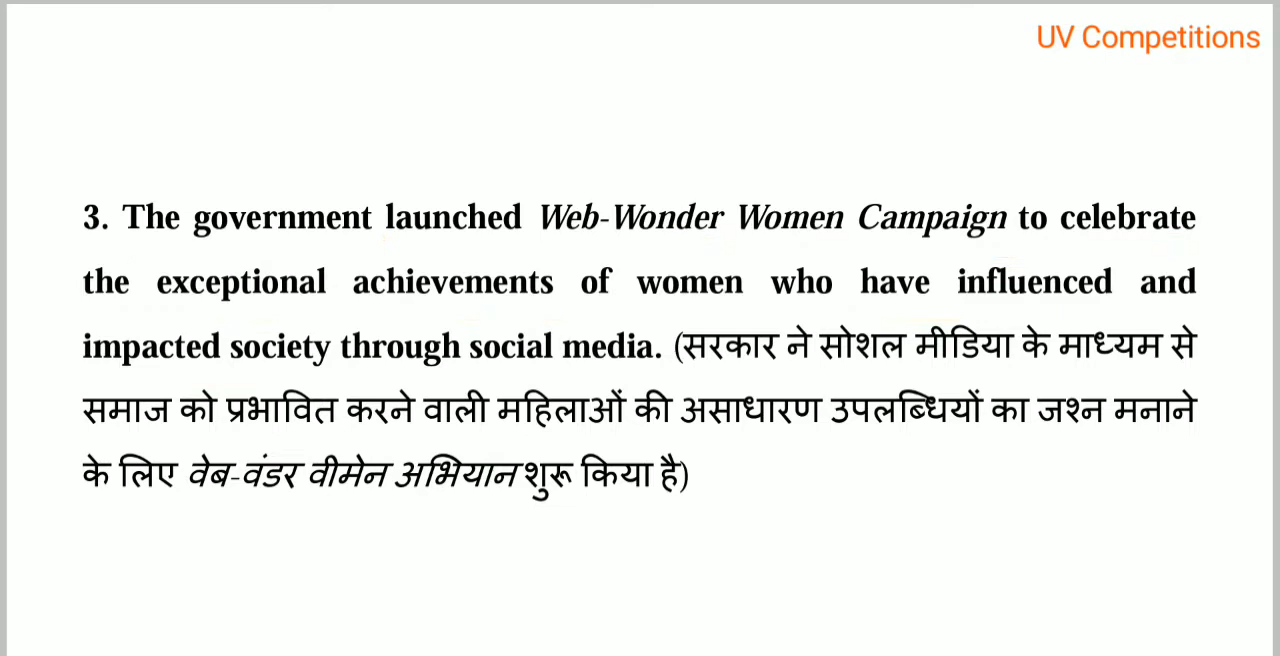 UV Competitions
3. The government launched Web-Wonder Women Campaign to celebrate
the exceptional achievements of women who have influenced and
impacted society through social media. (सरकार ने सोशल मीडिया के माध्यम से
समाज को प्रभावित करने वाली महिलाओं की असाधारण उपलब्धियों का जश्न मनाने
के लिए वेब-वंडर वीमेन अभियान शुरू किया है)